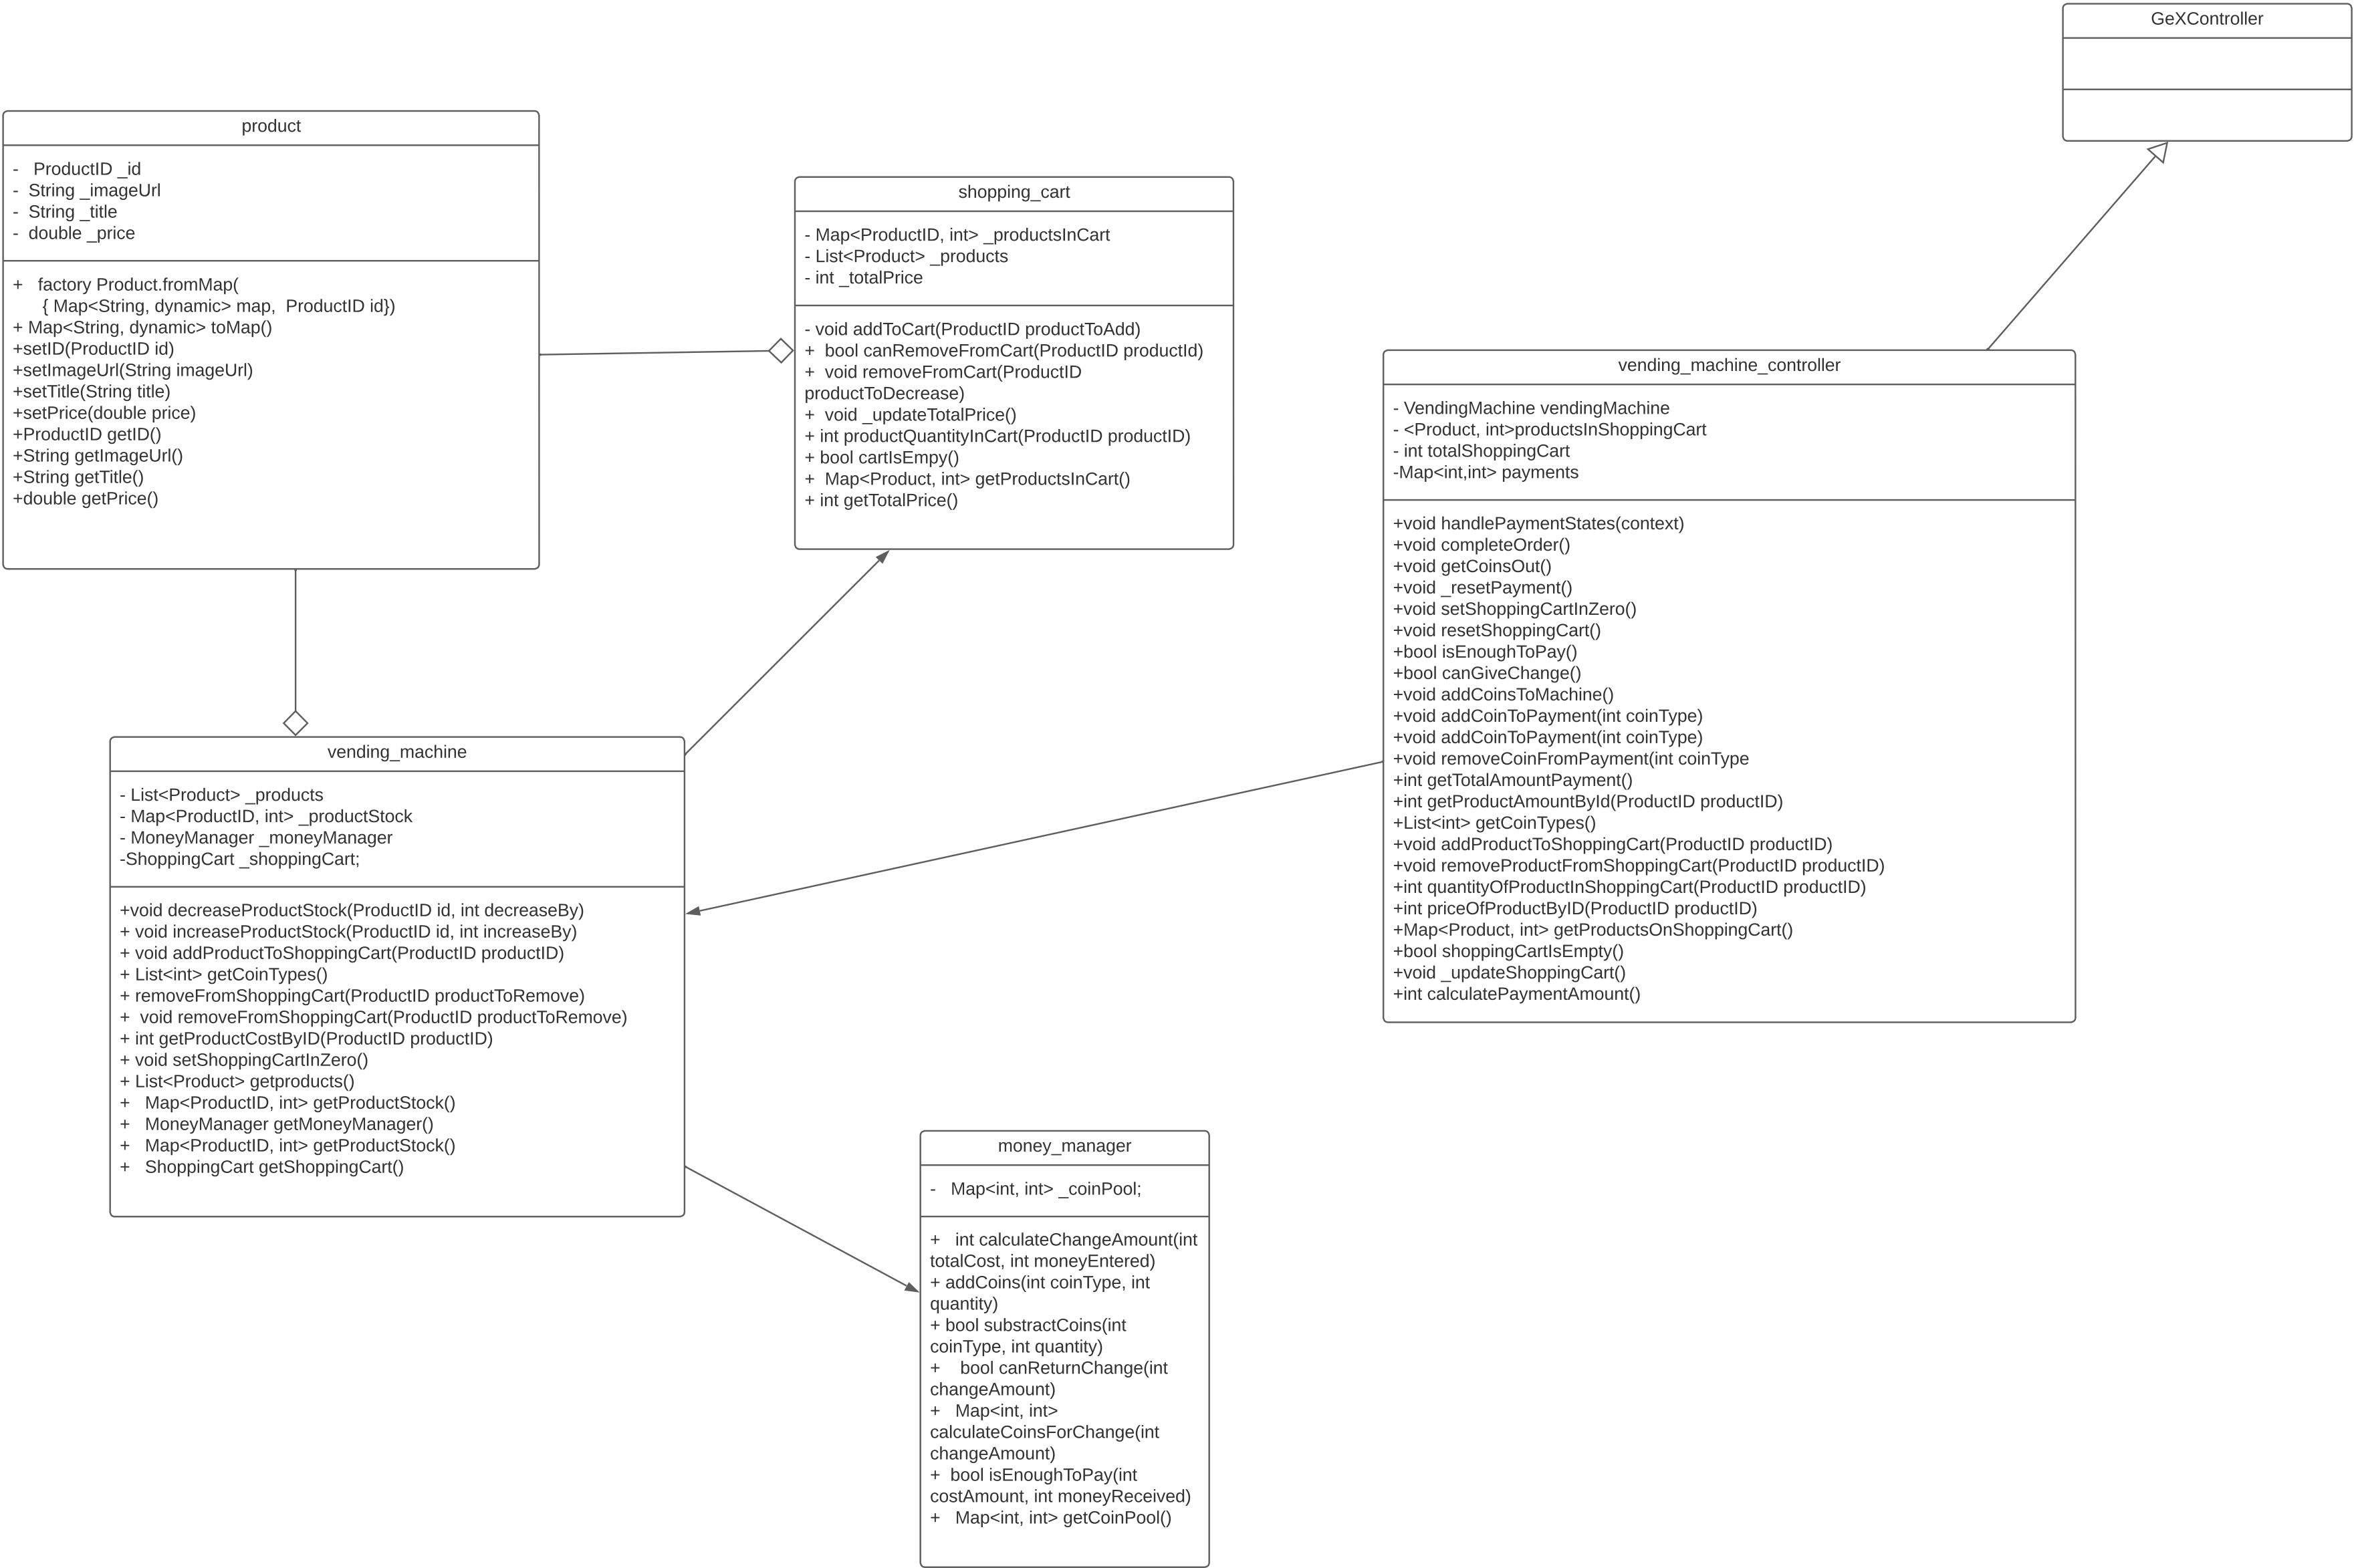 GeXController
product
-   ProductID _id
-  String _imageUrl
-  String _title
-  double _price
+   factory Product.fromMap(
{ Map<String, dynamic> map,  ProductID id})
+ Map<String, dynamic> toMap()
+setID(ProductID id)
+setImageUrl(String imageUrl)
+setTitle(String title)
+setPrice(double price)
+ProductID getID()
+String getImageUrl()
+String getTitle()
+double getPrice()
shopping_cart
- Map<ProductID, int> _productsInCart
- List<Product> _products
- int _totalPrice
- void addToCart(ProductID productToAdd)
+  bool canRemoveFromCart(ProductID productId)
+  void removeFromCart(ProductID
productToDecrease)
+  void _updateTotalPrice()
+ int productQuantityInCart(ProductID productID)
+ bool cartIsEmpy()
+  Map<Product, int> getProductsInCart()
+ int getTotalPrice()
vending_machine_controller
- VendingMachine vendingMachine
- <Product, int>productsInShoppingCart
- int totalShoppingCart
-Map<int,int> payments
+void handlePaymentStates(context)
+void completeOrder()
+void getCoinsOut()
+void _resetPayment()
+void setShoppingCartInZero()
+void resetShoppingCart()
+bool isEnoughToPay()
+bool canGiveChange()
+void addCoinsToMachine()
+void addCoinToPayment(int coinType)
+void addCoinToPayment(int coinType)
+void removeCoinFromPayment(int coinType
+int getTotalAmountPayment()
+int getProductAmountById(ProductID productID)
+List<int> getCoinTypes()
+void addProductToShoppingCart(ProductID productID)
+void removeProductFromShoppingCart(ProductID productID)
+int quantityOfProductInShoppingCart(ProductID productID)
+int priceOfProductByID(ProductID productID)
+Map<Product, int> getProductsOnShoppingCart()
+bool shoppingCartIsEmpty()
+void _updateShoppingCart()
+int calculatePaymentAmount()
vending_machine
- List<Product> _products
- Map<ProductID, int> _productStock
- MoneyManager _moneyManager
-ShoppingCart _shoppingCart;
+void decreaseProductStock(ProductID id, int decreaseBy)
+ void increaseProductStock(ProductID id, int increaseBy)
+ void addProductToShoppingCart(ProductID productID)
+ List<int> getCoinTypes()
+ removeFromShoppingCart(ProductID productToRemove)
+  void removeFromShoppingCart(ProductID productToRemove)
+ int getProductCostByID(ProductID productID)
+ void setShoppingCartInZero()
+ List<Product> getproducts()
+   Map<ProductID, int> getProductStock()
+   MoneyManager getMoneyManager()
+   Map<ProductID, int> getProductStock()
+   ShoppingCart getShoppingCart()
money_manager
-   Map<int, int> _coinPool;
+   int calculateChangeAmount(int
totalCost, int moneyEntered)
+ addCoins(int coinType, int
quantity)
+ bool substractCoins(int
coinType, int quantity)
+    bool canReturnChange(int
changeAmount)
+   Map<int, int>
calculateCoinsForChange(int
changeAmount)
+  bool isEnoughToPay(int
costAmount, int moneyReceived)
+   Map<int, int> getCoinPool()